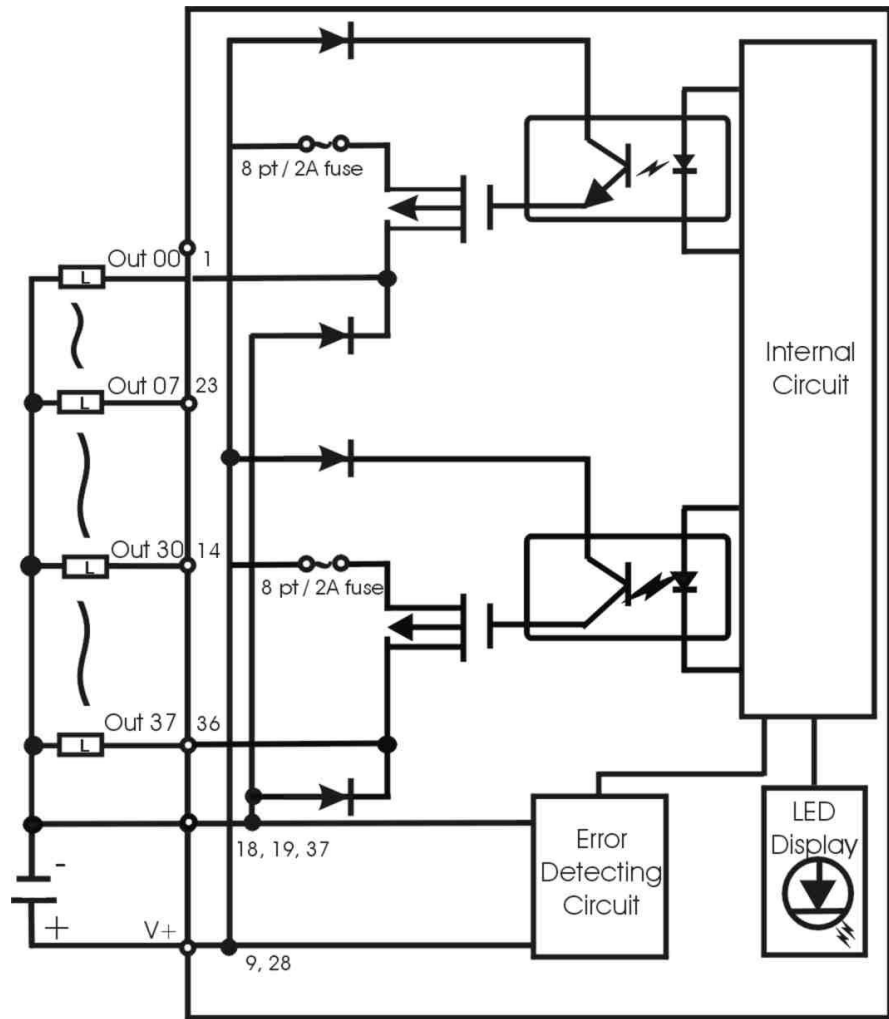 8 pt / 2A fuse
Out 00 1
L
Internal
Circuit
Out 07 23
L
Out 30 14
L
8 pt / 2A fuse
Out 37 36
L
18, 19, 37
Error
Detecting
Circuit
LED
Display
-
+
V+
9, 28